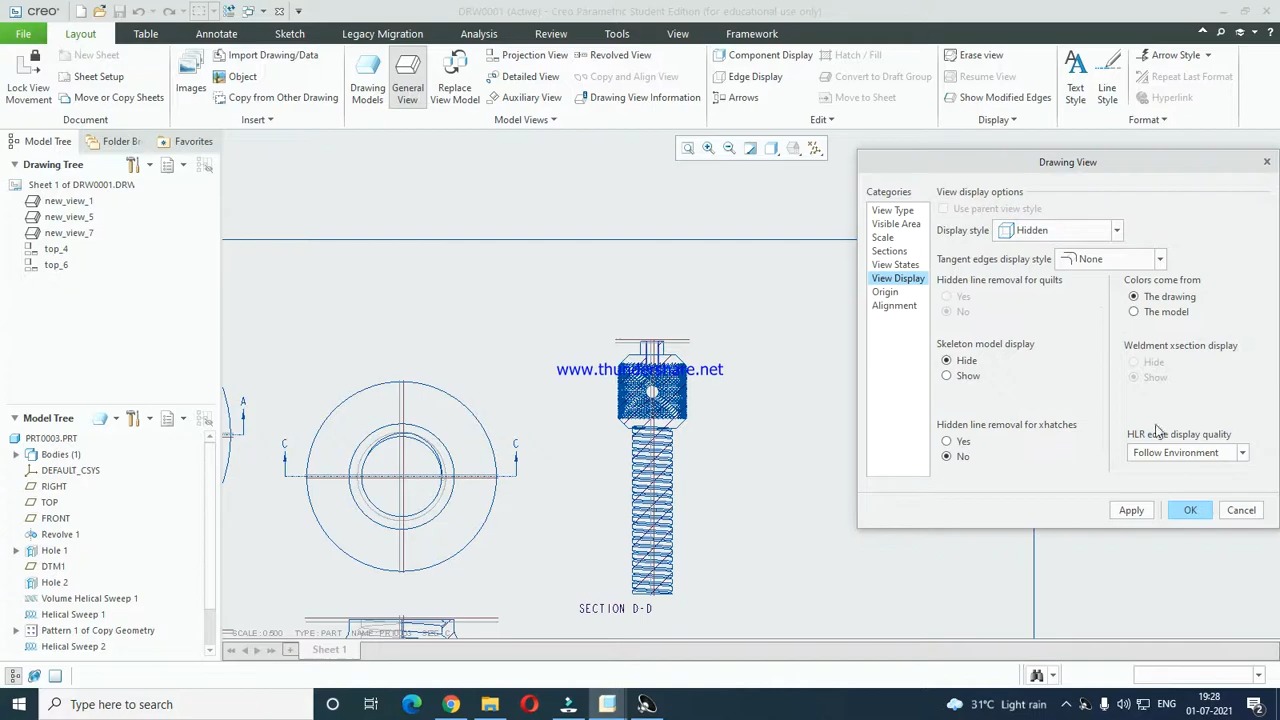 creo DRW0001 (Active) - Creo Parametric Student Edition (for educational use only)
File Layout Table Annotate Sketch Legacy Migration Analysis Review Tools View Framework
Lock View Movement
New Sheet
Sheet Setup
Move or Copy Sheets
Document
Images
Import Drawing/Data
Object
Copy from Other Drawing
Insert
Drawing Models
General View
Replace View Model
Projection View
Detailed View
Auxiliary View
Revolved View
Copy and Align View
Drawing View Information
Model Views
Component Display
Edge Display
Arrows
Hatch / Fill
Convert to Draft Group
Move to Sheet
Edit
Erase view
Resume View
Show Modified Edges
Display
Text Style
Line Style
Arrow Style
Repeat Last Format
Hyperlink
Format
Model Tree Folder Br Favorites
Drawing Tree
Sheet 1 of DRW0001.DRW
new_view_1
new_view_5
new_view_7
top_4
top_6
Model Tree
PRT0003.PRT
Bodies (1)
DEFAULT_CSYS
RIGHT
TOP
FRONT
Revolve 1
Hole 1
DTM1
Hole 2
Volume Helical Sweep 1
Helical Sweep 1
Pattern 1 of Copy Geometry
Helical Sweep 2
A
C C
www.thundershare.net
SECTION D-D
SCALE : 0.500 TYPE : PART
Sheet 1
Drawing View
Categories
View Type
Visible Area
Scale
Sections
View States
View Display
Origin
Alignment
View display options
Use parent view style
Display style Hidden
Tangent edges display style None
Hidden line removal for quilts
Yes
No
Skeleton model display
Hide
Show
Hidden line removal for xhatches
Yes
No
Colors come from
The drawing
The model
Weldment xsection display
Hide
Show
HLR edge display quality
Follow Environment
Apply OK Cancel
Type here to search
31°C Light rain
ENG
19:28
01-07-2021